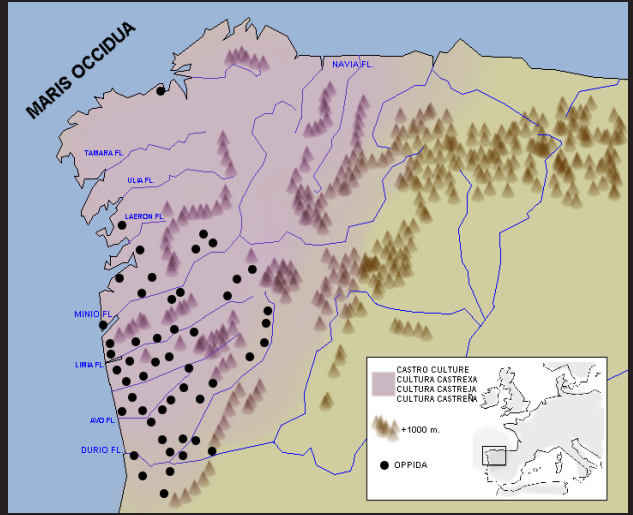 MARIS OCCIDUA
NAVIA FL.
TAMARA FL.
ULIA FL.
LAERON FL.
MINIO FL.
LIMIA FL.
AVO FL.
DURIO FL.
CASTRO CULTURE
CULTURA CASTREXA
CULTURA CASTREJA
CULTURA CASTREÑA
+1000 m.
OPPIDA